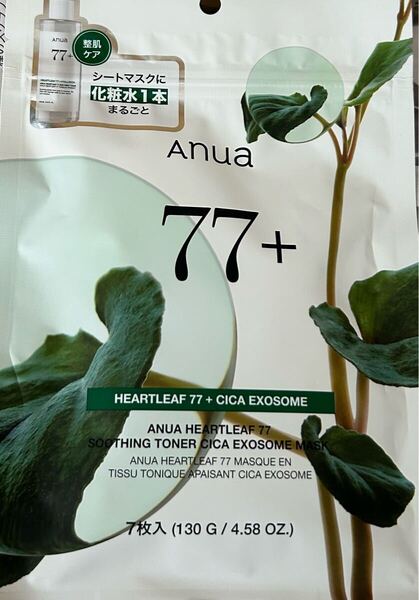 Anua
77+
整肌
ケア
シートマスクに
化粧水1本
まるごと
Anua
77+
HEARTLEAF 77 + CICA EXOSOME
ANUA HEARTLEAF 77
SOOTHING TONER CICA EXOSOME MASK
ANUA HEARTLEAF 77 MASQUE EN
TISSU TONIQUE APAISANT CICA EXOSOME
7枚入 (130 G / 4.58 OZ.)